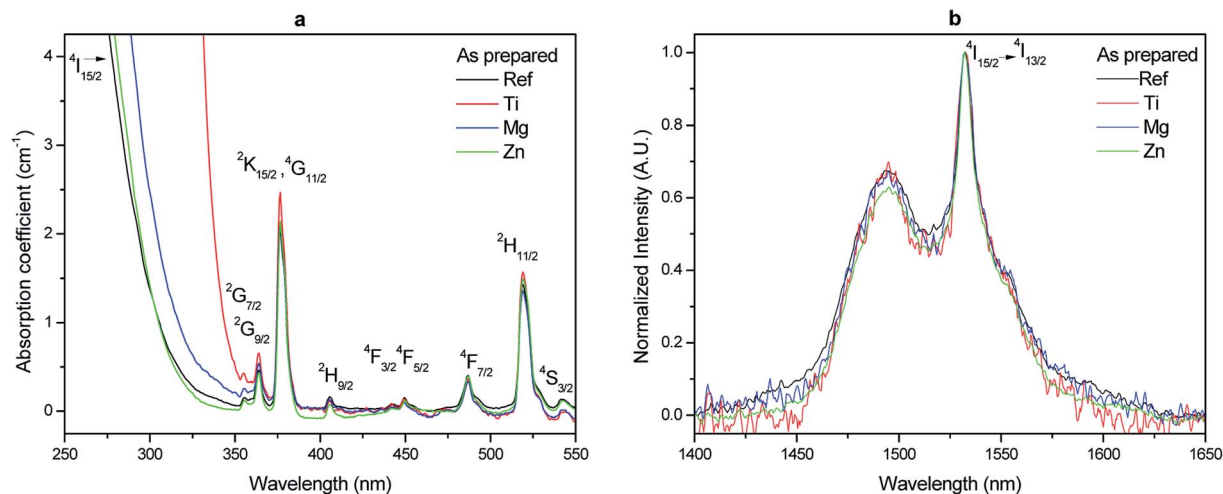 a
As prepared
Ref
Ti
Mg
Zn
4
3
2
1
0
Absorption coefficient (cm-1)
4I15/2
2K15/2,4G11/2
2H11/2
2G7/2
2G9/2
2H9/2
4F3/2
4F5/2
4F7/2
4S3/2
250
300
350
400
450
500
550
Wavelength (nm)
b
As prepared
Ref
Ti
Mg
Zn
4I15/2→4I13/2
1.0
0.8
0.6
0.4
0.2
0.0
Normalized Intensity (A.U.)
1400
1450
1500
1550
1600
1650
Wavelength (nm)